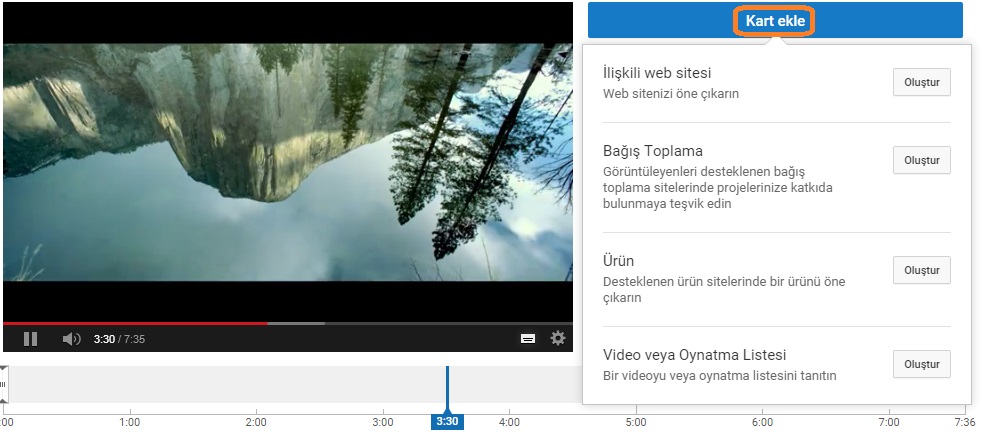 Kart ekle
İlişkili web sitesi
Web sitenizi öne çıkarın
Oluştur
Bağış Toplama
Görüntüleyenleri desteklenen bağış
toplama sitelerinde projelerinize katkıda
bulunmaya teşvik edin
Oluştur
Ürün
Desteklenen ürün sitelerinde bir ürünü öne
çıkarın
Oluştur
Video veya Oynatma Listesi
Bir videoyu veya oynatma listesini tanıtın
Oluştur
3:30 / 7:35
:00 1:00 2:00 3:30 4:00 5:00 6:00 7:00 7:36